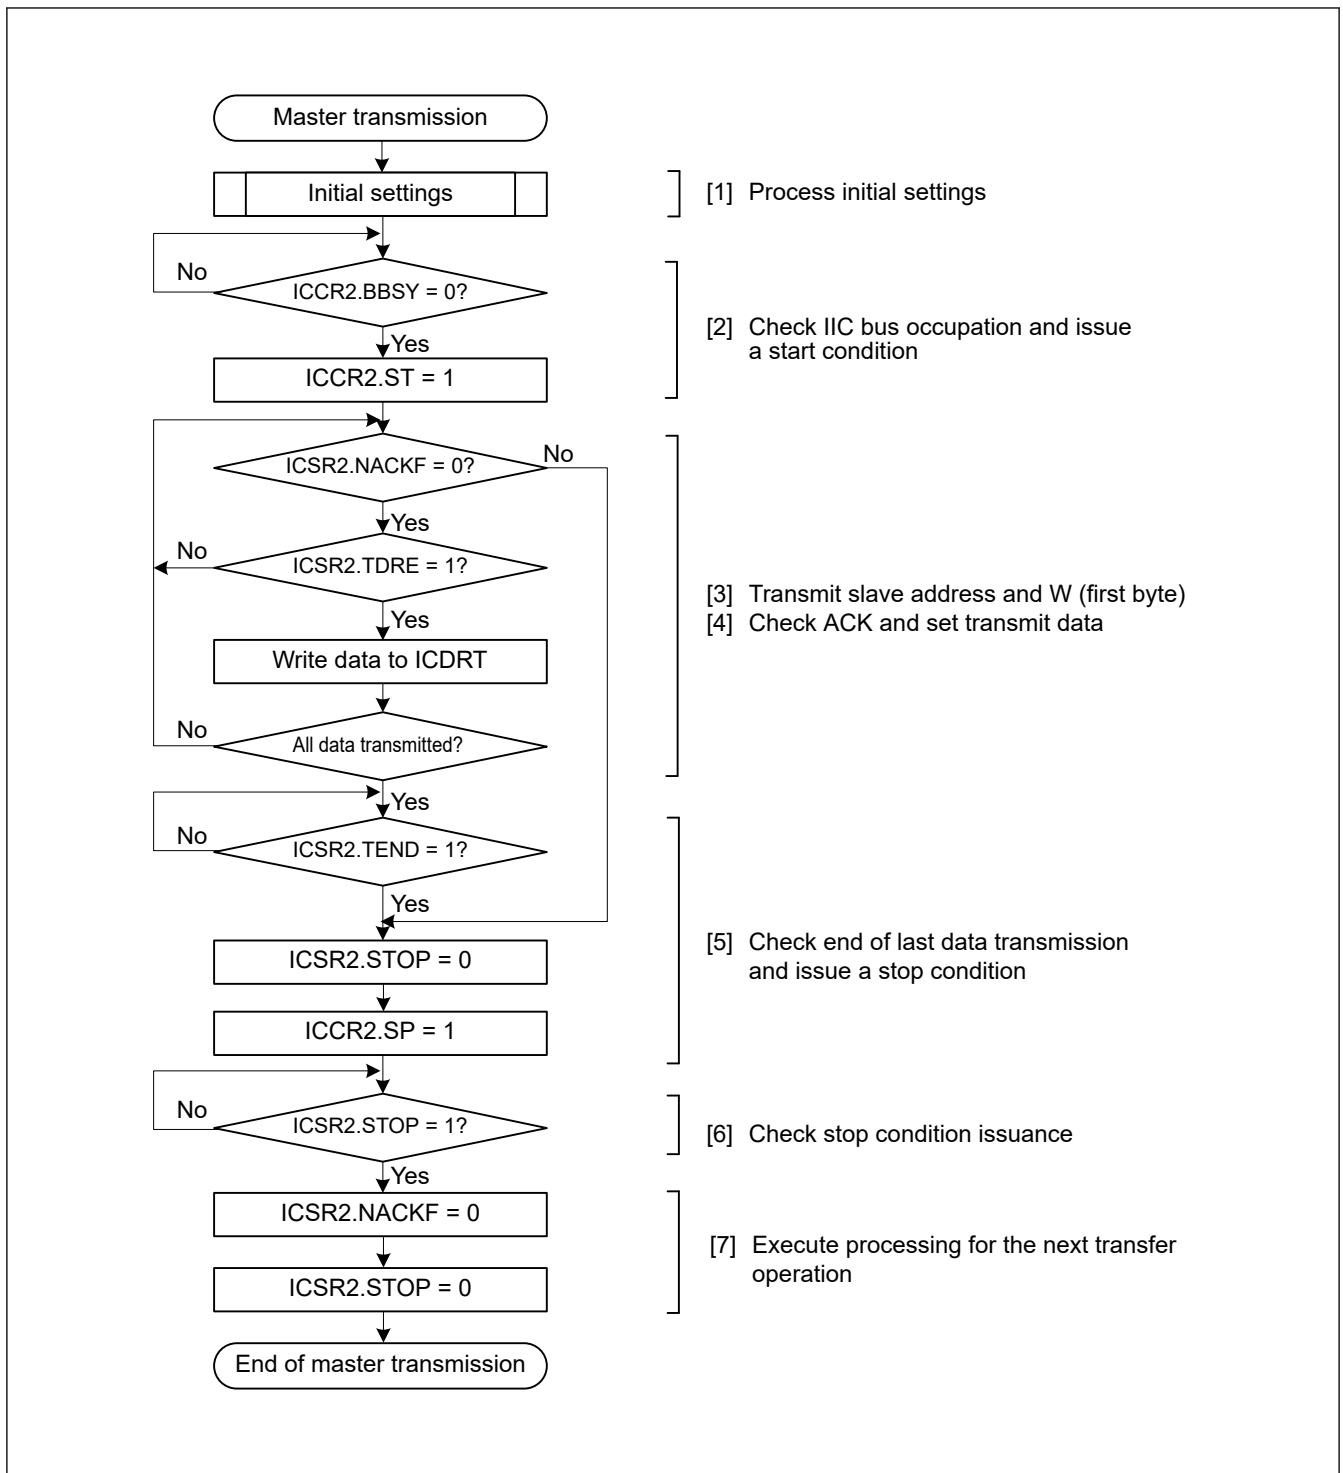 Master transmission
Initial settings
[1] Process initial settings
No
ICCR2.BBSY = 0?
[2] Check IIC bus occupation and issue
a start condition
Yes
ICCR2.ST = 1
ICSR2.NACKF = 0?
No
Yes
No
ICSR2.TDRE = 1?
[3] Transmit slave address and W (first byte)
[4] Check ACK and set transmit data
Yes
Write data to ICDRT
No
All data transmitted?
Yes
No
ICSR2.TEND = 1?
Yes
[5] Check end of last data transmission
and issue a stop condition
ICSR2.STOP = 0
ICCR2.SP = 1
No
ICSR2.STOP = 1?
[6] Check stop condition issuance
Yes
ICSR2.NACKF = 0
[7] Execute processing for the next transfer
operation
ICSR2.STOP = 0
End of master transmission